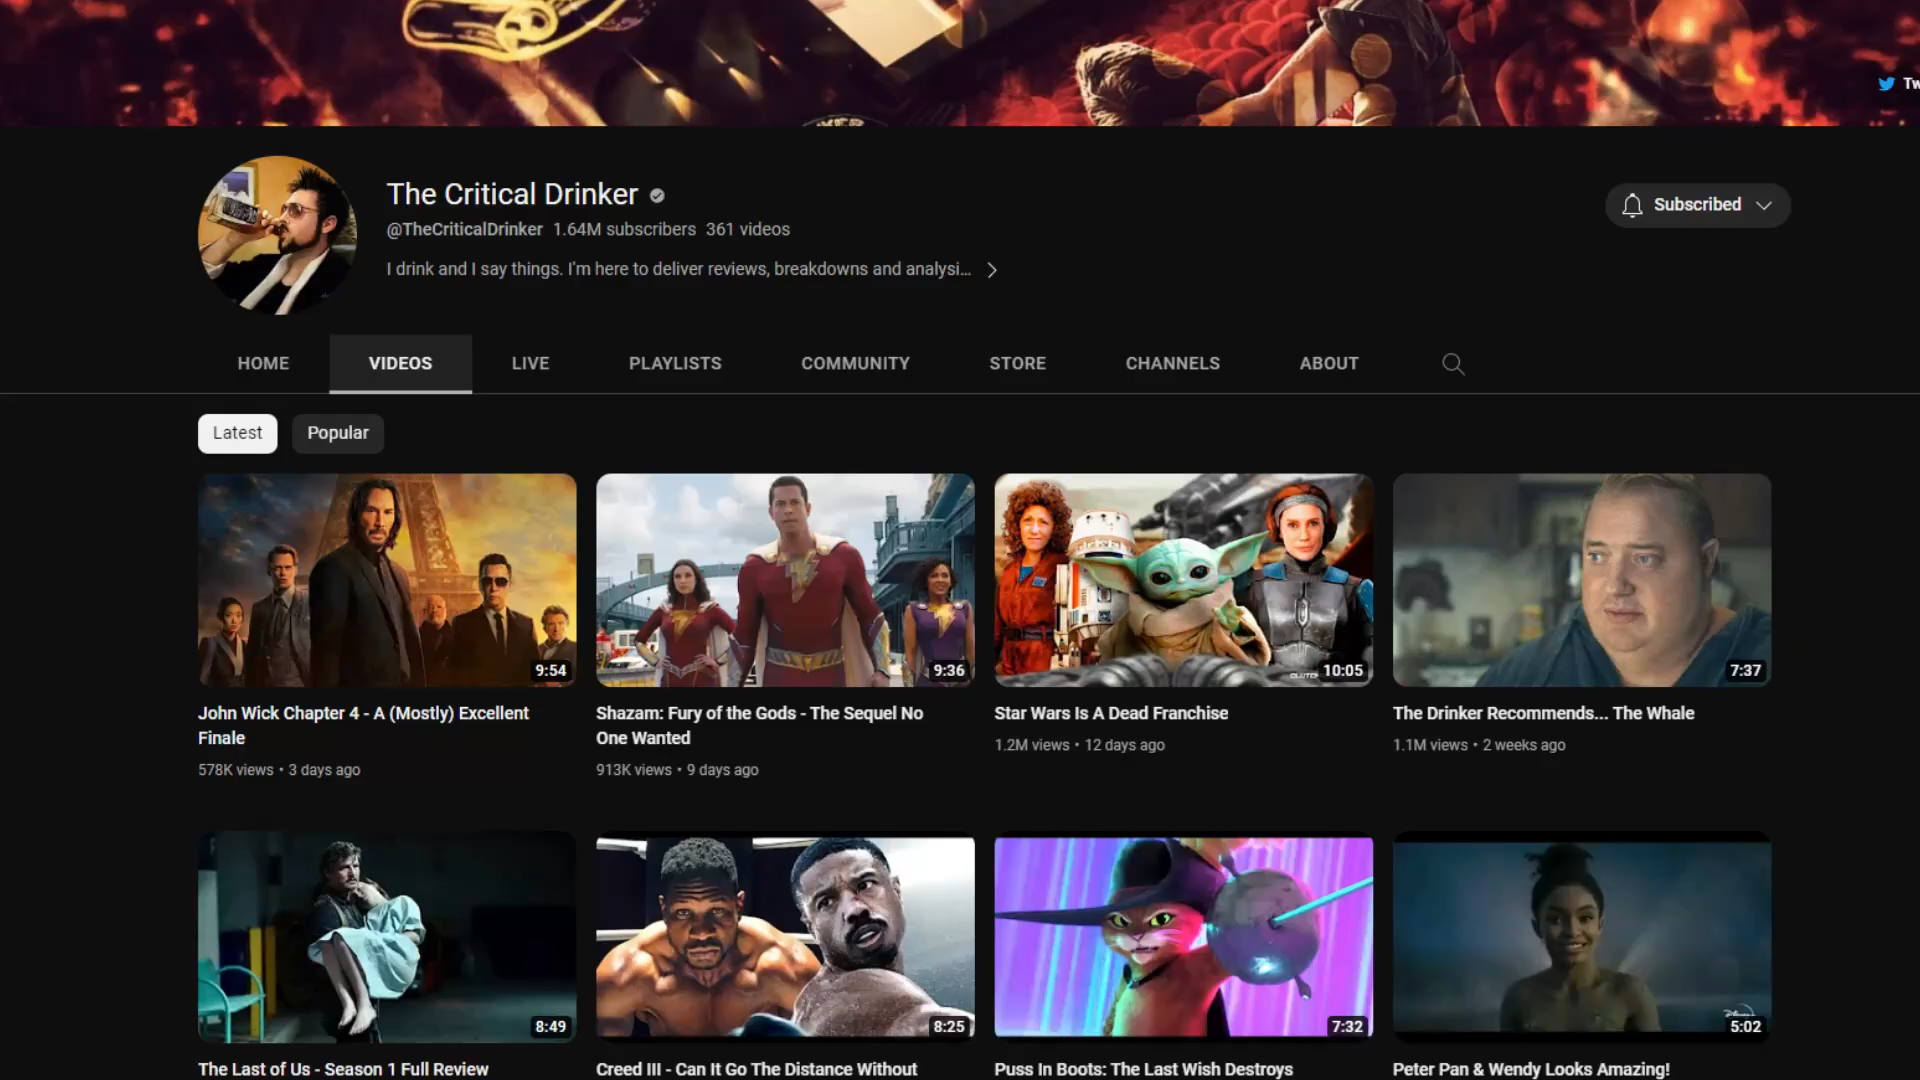 Tw
The Critical Drinker
@TheCriticalDrinker 1.64M subscribers 361 videos
I drink and I say things. I'm here to deliver reviews, breakdowns and analysi...
Subscribed
HOME VIDEOS LIVE PLAYLISTS COMMUNITY STORE CHANNELS ABOUT
Latest Popular
9:54 9:36 10:05 7:37
John Wick Chapter 4 - A (Mostly) Excellent
Finale
578K views • 3 days ago
Shazam: Fury of the Gods - The Sequel No
One Wanted
913K views • 9 days ago
Star Wars Is A Dead Franchise
1.2M views • 12 days ago
The Drinker Recommends... The Whale
1.1M views • 2 weeks ago
Disney
8:49 8:25 7:32 5:02
The Last of Us - Season 1 Full Review
Creed III - Can It Go The Distance Without
Puss In Boots: The Last Wish Destroys
Peter Pan & Wendy Looks Amazing!